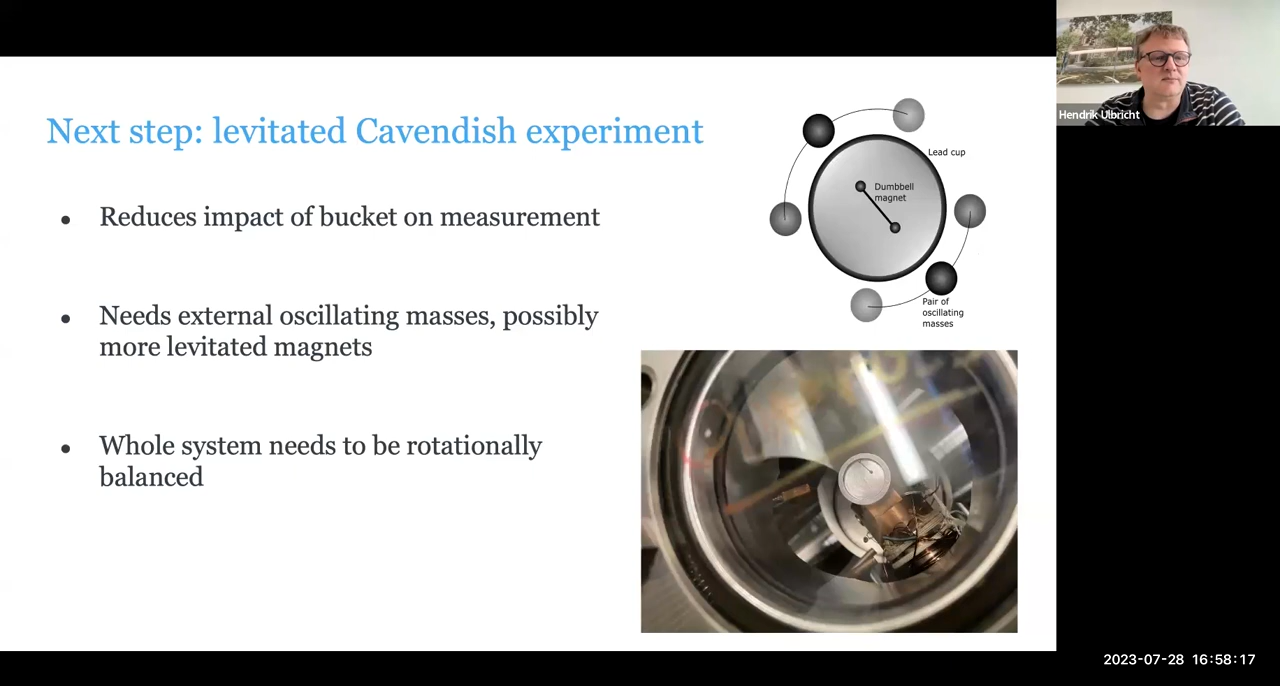 Next step: levitated Cavendish experiment
● Reduces impact of bucket on measurement
● Needs external oscillating masses, possibly
more levitated magnets
● Whole system needs to be rotationally
balanced
Lead cup
Dumbbell
magnet
Pair of
oscillating
masses
Hendrik Ulbricht
2023-07-28 16:58:17